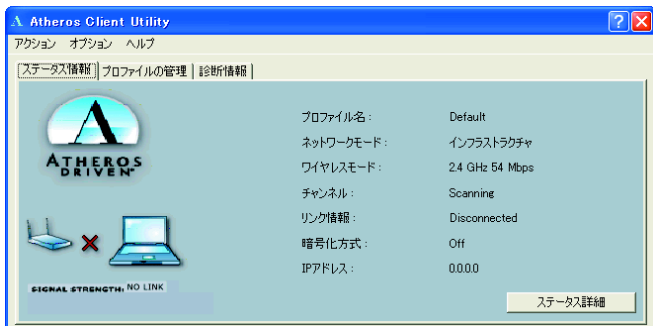 Atheros Client Utility
アクション オプション ヘルプ
ステータス情報 プロファイルの管理 診断情報
ATHEROS
DRIVEN™
プロファイル名： Default
ネットワークモード： インフラストラクチャ
ワイヤレスモード： 2.4 GHz 54 Mbps
チャンネル： Scanning
リンク情報： Disconnected
暗号化方式： Off
IPアドレス： 0.0.0.0
SIGNAL STRENGTH: NO LINK
ステータス詳細